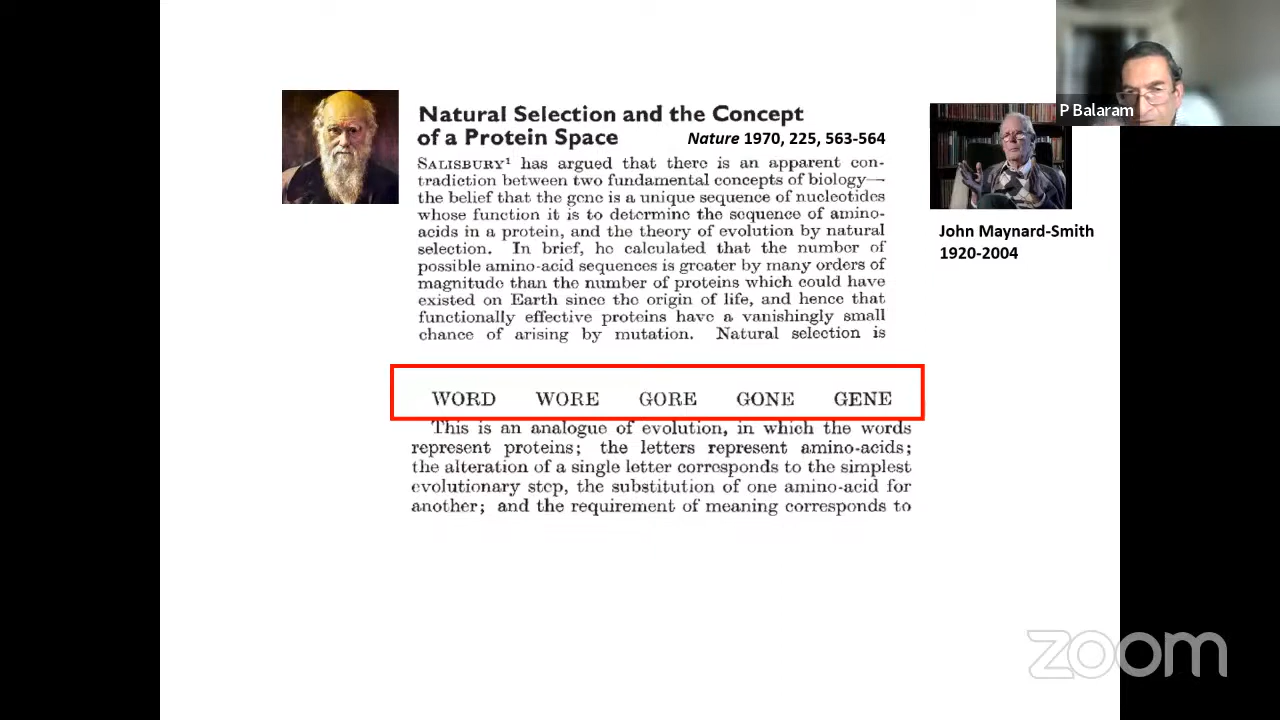 P Balaram
Natural Selection and the Concept
of a Protein Space
Nature 1970, 225, 563-564
SALISBURY¹ has argued that there is an apparent con-
tradiction between two fundamental concepts of biology—
the belief that the gene is a unique sequence of nucleotides
whose function it is to determine the sequence of amino-
acids in a protein, and the theory of evolution by natural
selection. In brief, he calculated that the number of
possible amino-acid sequences is greater by many orders of
magnitude than the number of proteins which could have
existed on Earth since the origin of life, and hence that
functionally effective proteins have a vanishingly small
chance of arising by mutation. Natural selection is
John Maynard-Smith
1920-2004
WORD WORE GORE GONE GENE
This is an analogue of evolution, in which the words
represent proteins; the letters represent amino-acids;
the alteration of a single letter corresponds to the simplest
evolutionary step, the substitution of one amino-acid for
another; and the requirement of meaning corresponds to
zoom